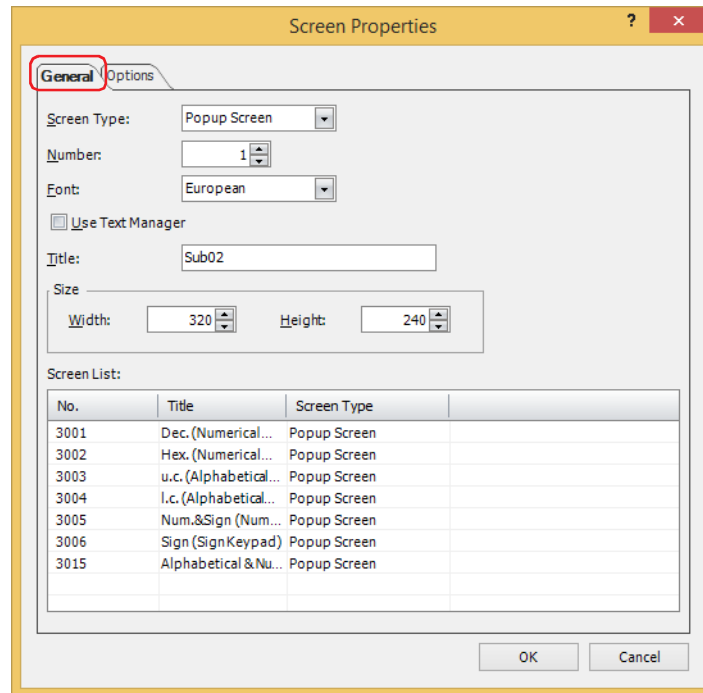 Screen Properties
?
General Options
Screen Type: Popup Screen
Number: 1
Font: European
Use Text Manager
Title: Sub02
Size
Width: 320 Height: 240
Screen List:
No. Title Screen Type
3001 Dec. (Numerical... Popup Screen
3002 Hex. (Numerical... Popup Screen
3003 u.c. (Alphabetical... Popup Screen
3004 l.c. (Alphabetical... Popup Screen
3005 Num.&Sign (Num... Popup Screen
3006 Sign (Sign Keypad) Popup Screen
3015 Alphabetical & Nu... Popup Screen
OK Cancel